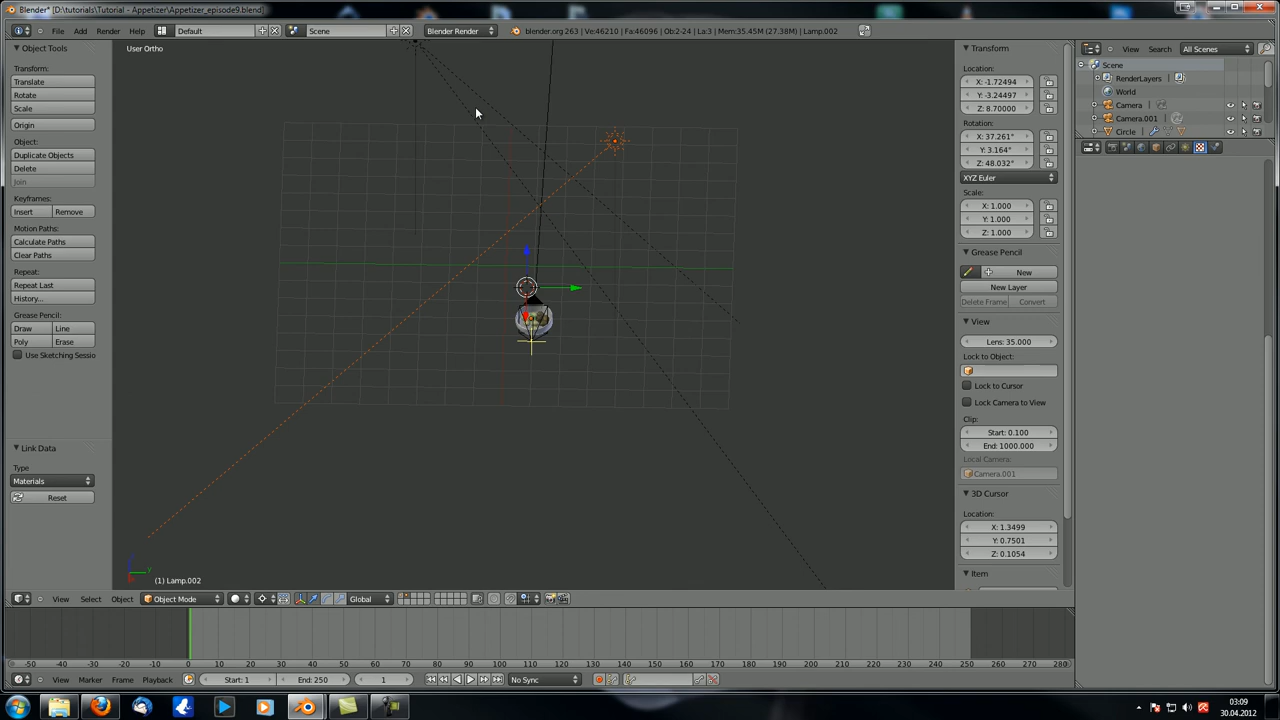 Blender* [D:\tutorials\Tutorial - Appetizer\Appetizer_episode9.blend]
File Add Render Help Default Scene Blender Render blender.org 263 | Ve:46210 | Fa:46096 | Ob:2-24 | La:3 | Mem:35.45M (27.38M) | Lamp.002
View Search All Scenes
Object Tools
Transform:
Translate
Rotate
Scale
Origin
Object:
Duplicate Objects
Delete
Join
Keyframes:
Insert Remove
Motion Paths:
Calculate Paths
Clear Paths
Repeat:
Repeat Last
History...
Grease Pencil:
Draw Line
Poly Erase
Use Sketching Sessio
Link Data
Type
Materials
Reset
User Ortho
(1) Lamp.002
Transform
Location:
X: -1.72494
Y: -3.24497
Z: 8.70000
Rotation:
X: 37.261°
Y: 3.164°
Z: 48.032°
XYZ Euler
Scale:
X: 1.000
Y: 1.000
Z: 1.000
Grease Pencil
New
New Layer
Delete Frame Convert
View
Lens: 35.000
Lock to Object:
Lock to Cursor
Lock Camera to View
Clip:
Start: 0.100
End: 1000.000
Local Camera:
Camera.001
3D Cursor
Location:
X: 1.3499
Y: 0.7501
Z: 0.1054
Item
Scene
RenderLayers
World
Camera
Camera.001
Circle
View Select Object Object Mode Global
-50 -40 -30 -20 -10 0 10 20 30 40 50 60 70 80 90 100 110 120 130 140 150 160 170 180 190 200 210 220 230 240 250 260 270 280
View Marker Frame Playback Start: 1 End: 250 1 No Sync
03:09
30.04.2012